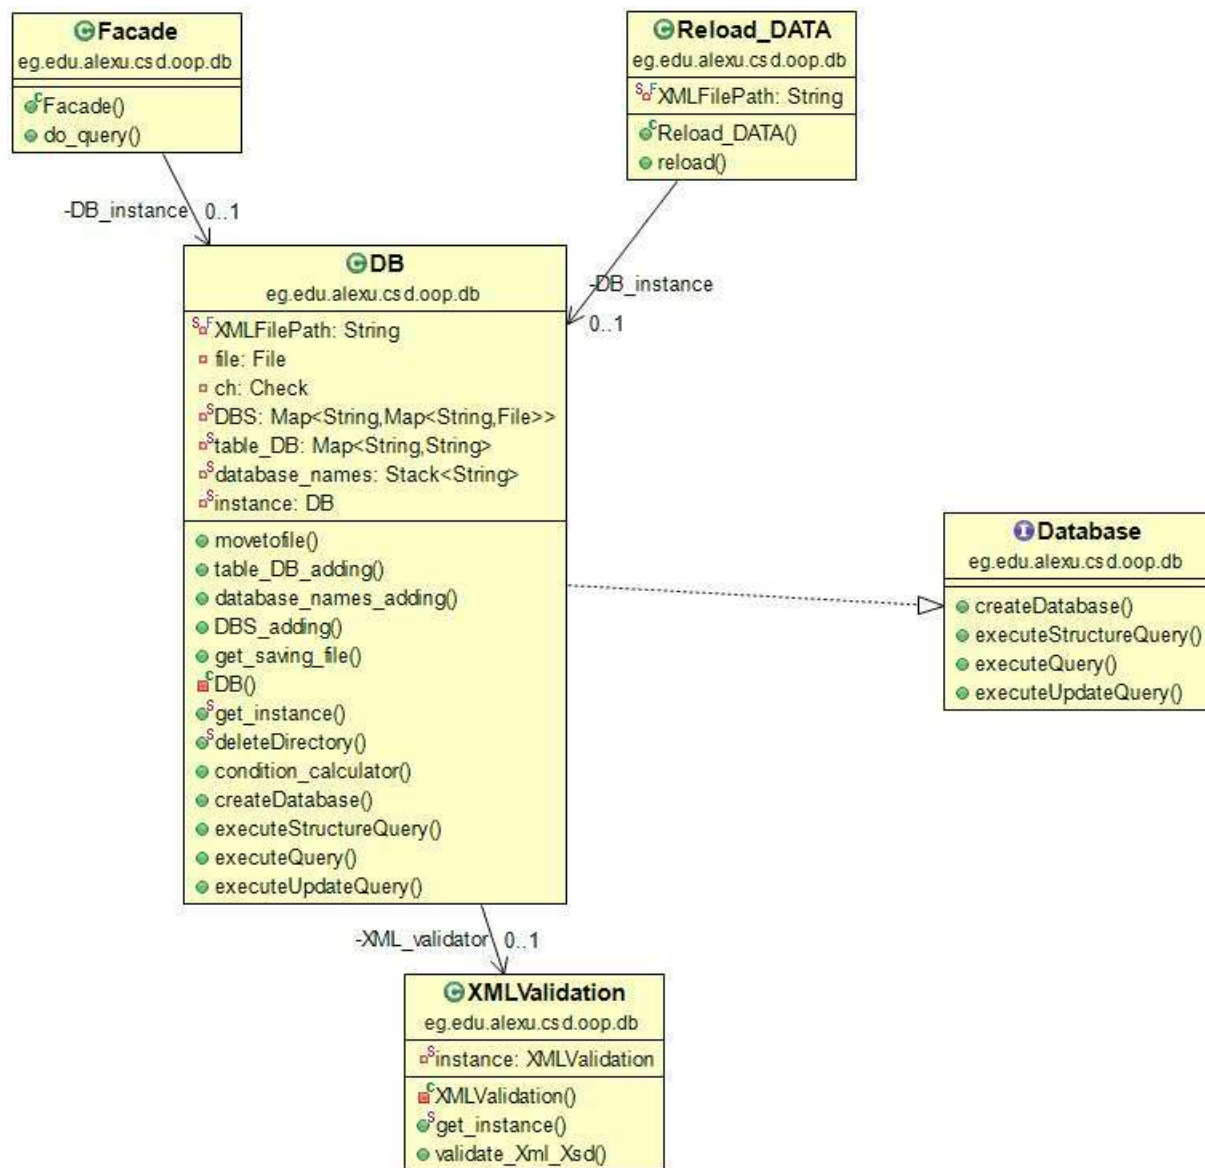 Facade
eg.edu.alexu.csd.oop.db
Facade()
do_query()
Reload_DATA
eg.edu.alexu.csd.oop.db
XMLFilePath: String
Reload_DATA()
reload()
-DB_instance 0..1
-DB_instance
0..1
DB
eg.edu.alexu.csd.oop.db
XMLFilePath: String
file: File
ch: Check
DBS: Map<String,Map<String,File>>
table_DB: Map<String,String>
database_names: Stack<String>
instance: DB
movetofile()
table_DB_adding()
database_names_adding()
DBS_adding()
get_saving_file()
DB()
get_instance()
deleteDirectory()
condition_calculator()
createDatabase()
executeStructureQuery()
executeQuery()
executeUpdateQuery()
Database
eg.edu.alexu.csd.oop.db
createDatabase()
executeStructureQuery()
executeQuery()
executeUpdateQuery()
-XML_validator 0..1
XMLValidation
eg.edu.alexu.csd.oop.db
instance: XMLValidation
XMLValidation()
get_instance()
validate_Xml_Xsd()